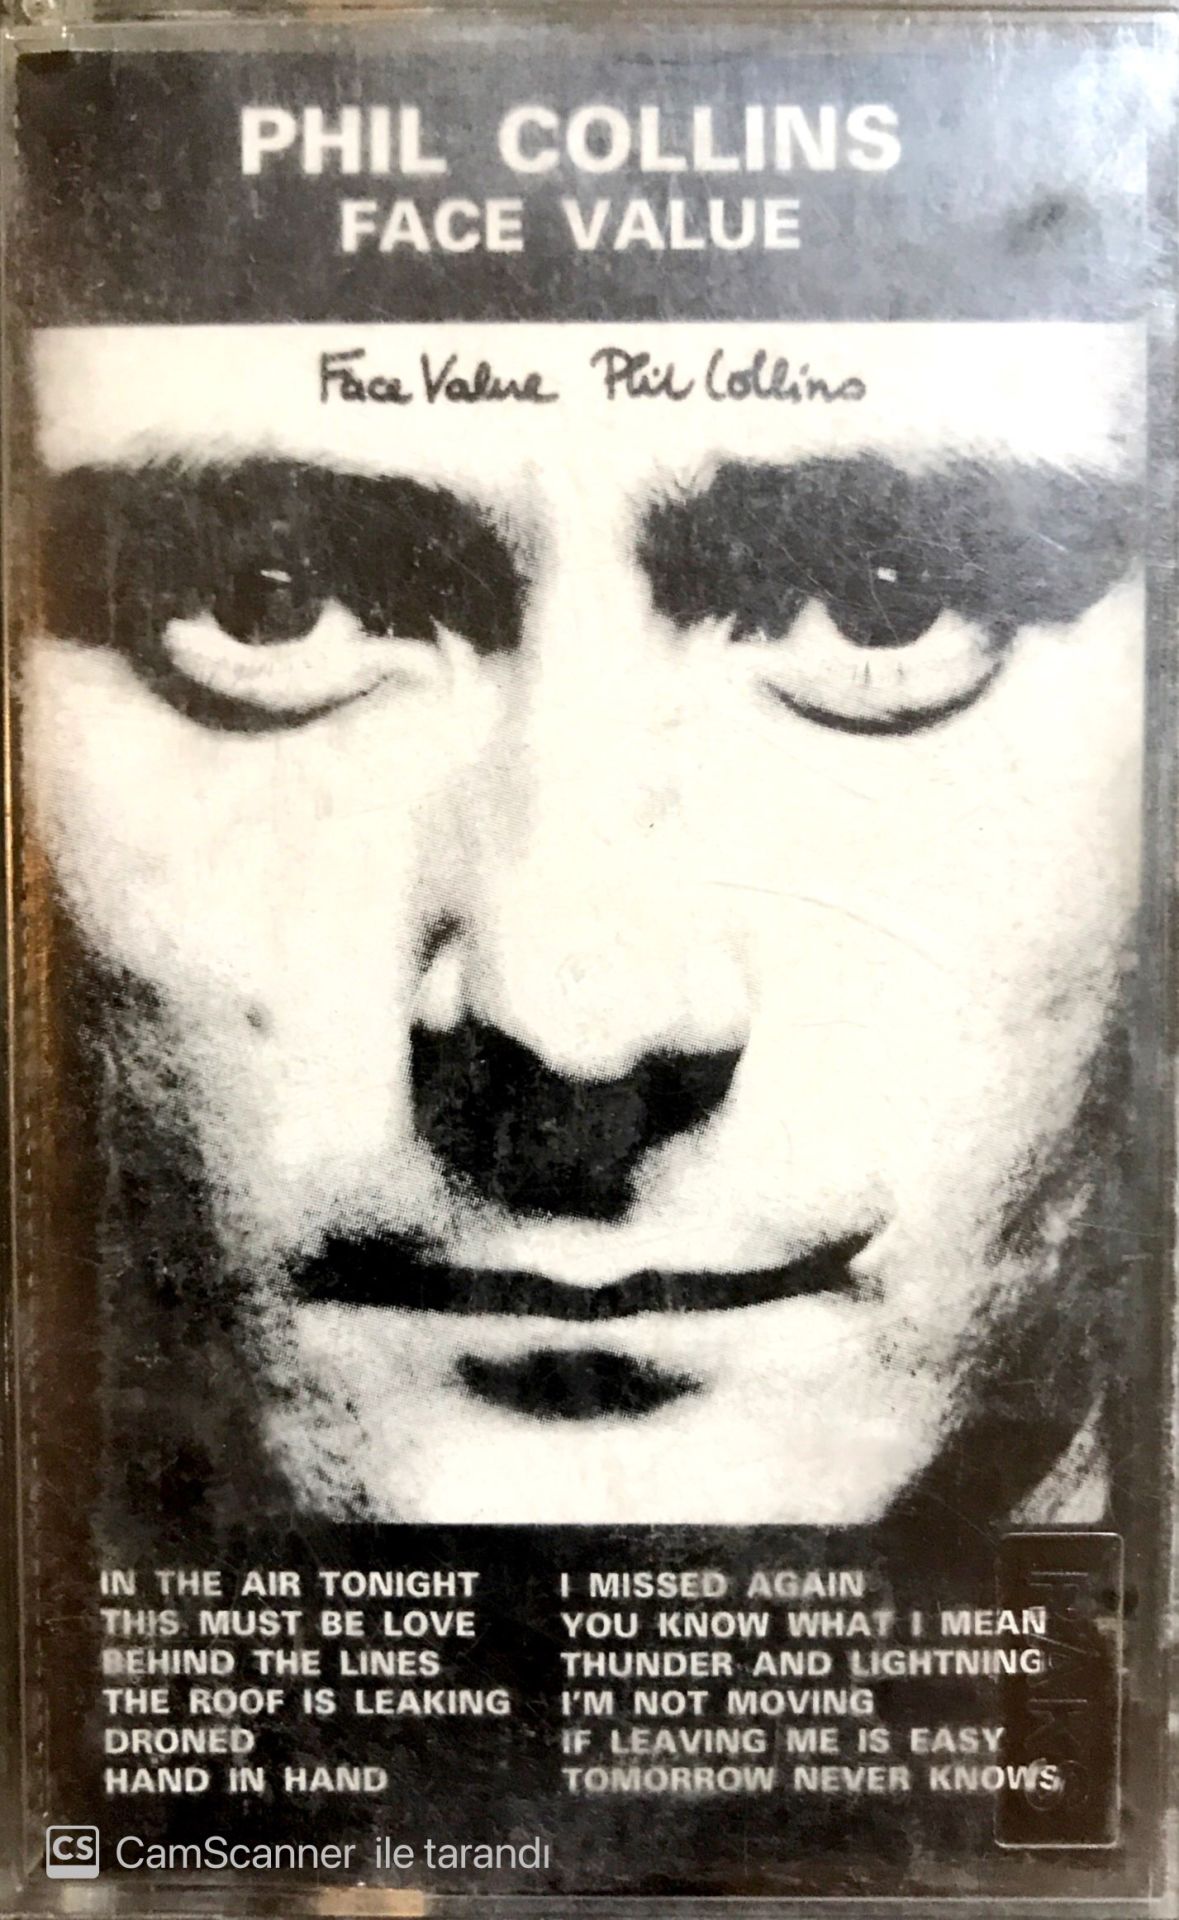 PHIL COLLINS
FACE VALUE
Face Value Phil Collins
IN THE AIR TONIGHT
THIS MUST BE LOVE
BEHIND THE LINES
THE ROOF IS LEAKING
DRONED
HAND IN HAND
I MISSED AGAIN
YOU KNOW WHAT I MEAN
THUNDER AND LIGHTNING
I'M NOT MOVING
IF LEAVING ME IS EASY
TOMORROW NEVER KNOWS
CS CamScanner ile tarandı